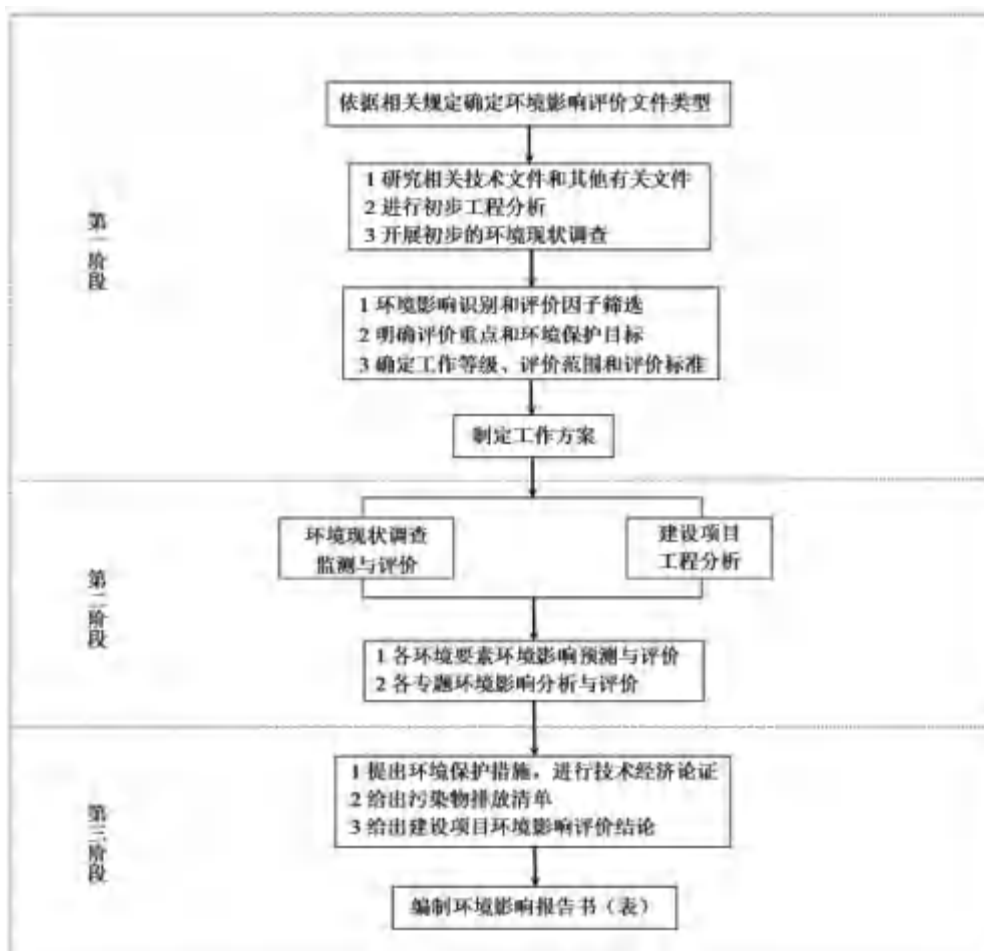 依据相关规定确定环境影响评价文件类型
1 研究相关技术文件和其他有关文件
2 进行初步工程分析
3 开展初步的环境现状调查
第一阶段
1 环境影响识别和评价因子筛选
2 明确评价重点和环境保护目标
3 确定工作等级、评价范围和评价标准
制定工作方案
环境现状调查
监测与评价
建设项目
工程分析
第二阶段
1 各环境要素环境影响预测与评价
2 各专题环境影响分析与评价
1 提出环境保护措施，进行技术经济论证
2 给出污染物排放清单
3 给出建设项目环境影响评价结论
第三阶段
编制环境影响报告书（表）